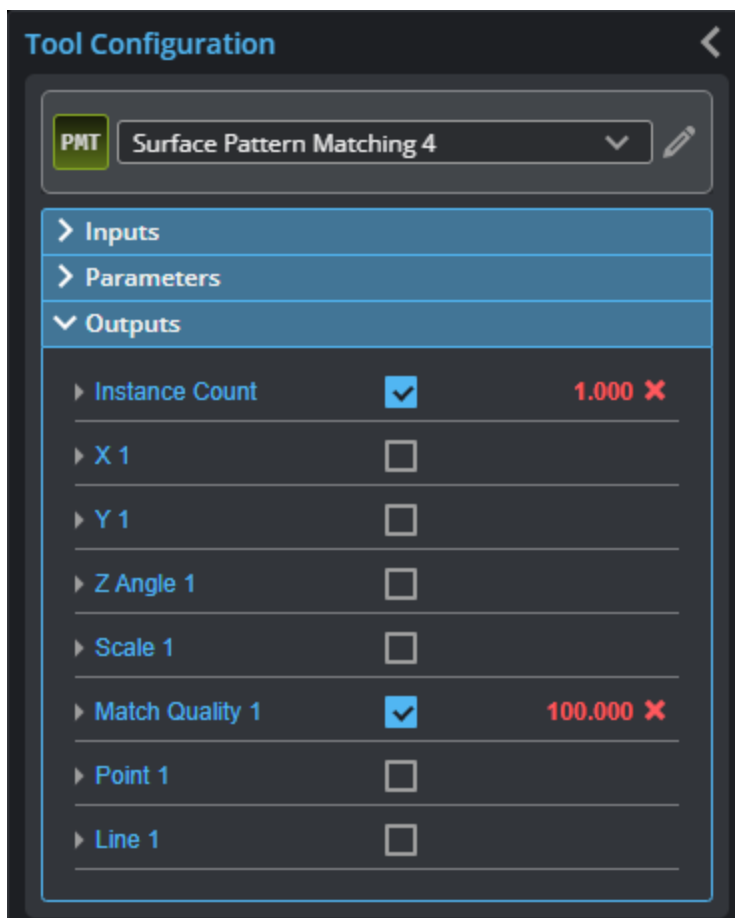 Tool Configuration
PMT Surface Pattern Matching 4
Inputs
Parameters
Outputs
Instance Count 1.000
X 1
Y 1
Z Angle 1
Scale 1
Match Quality 1 100.000
Point 1
Line 1